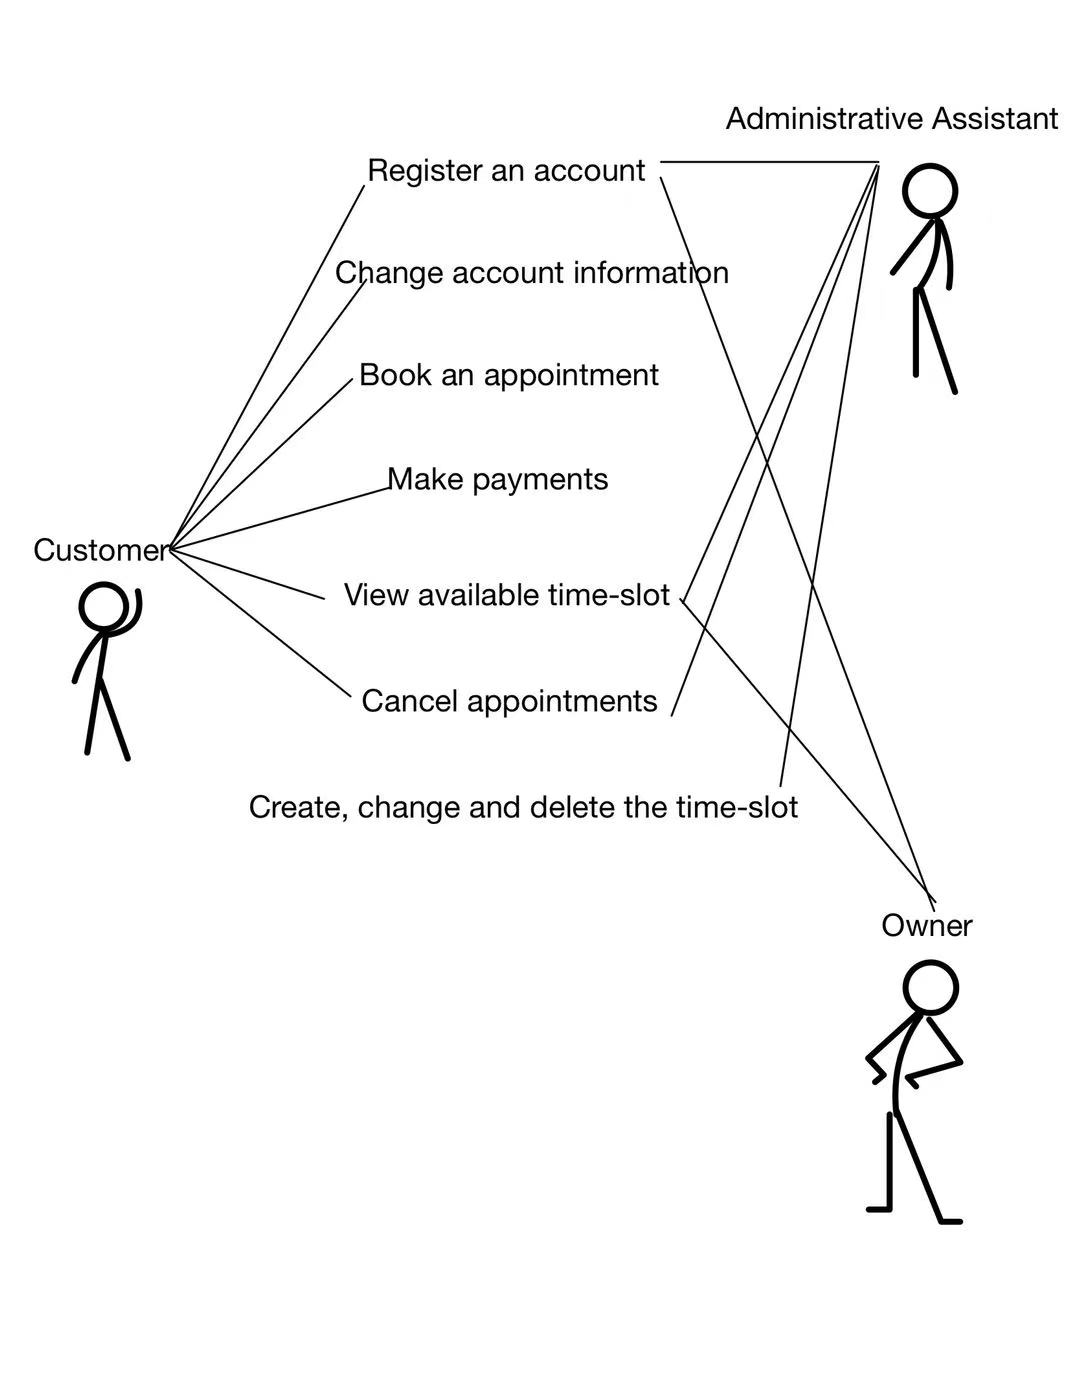 Administrative Assistant
Register an account
Change account information
Book an appointment
Make payments
Customer
View available time-slot
Cancel appointments
Create, change and delete the time-slot
Owner